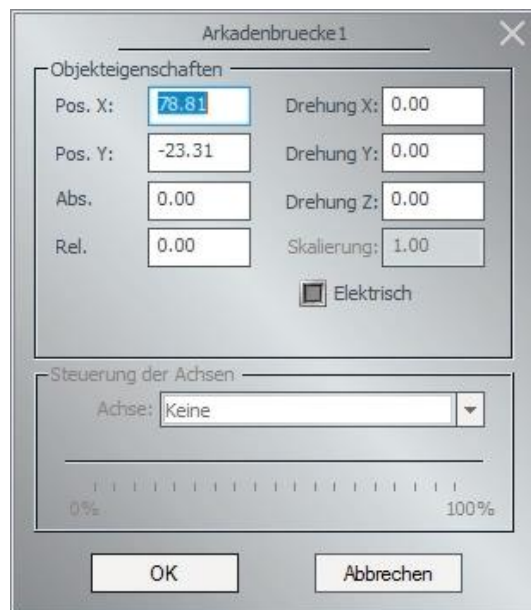 Arkadenbruecke1
Objekteigenschaften
Pos. X: 78.81 Drehung X: 0.00
Pos. Y: -23.31 Drehung Y: 0.00
Abs. 0.00 Drehung Z: 0.00
Rel. 0.00 Skalierung: 1.00
Elektrisch
Steuerung der Achsen
Achse: Keine
0% 100%
OK Abbrechen